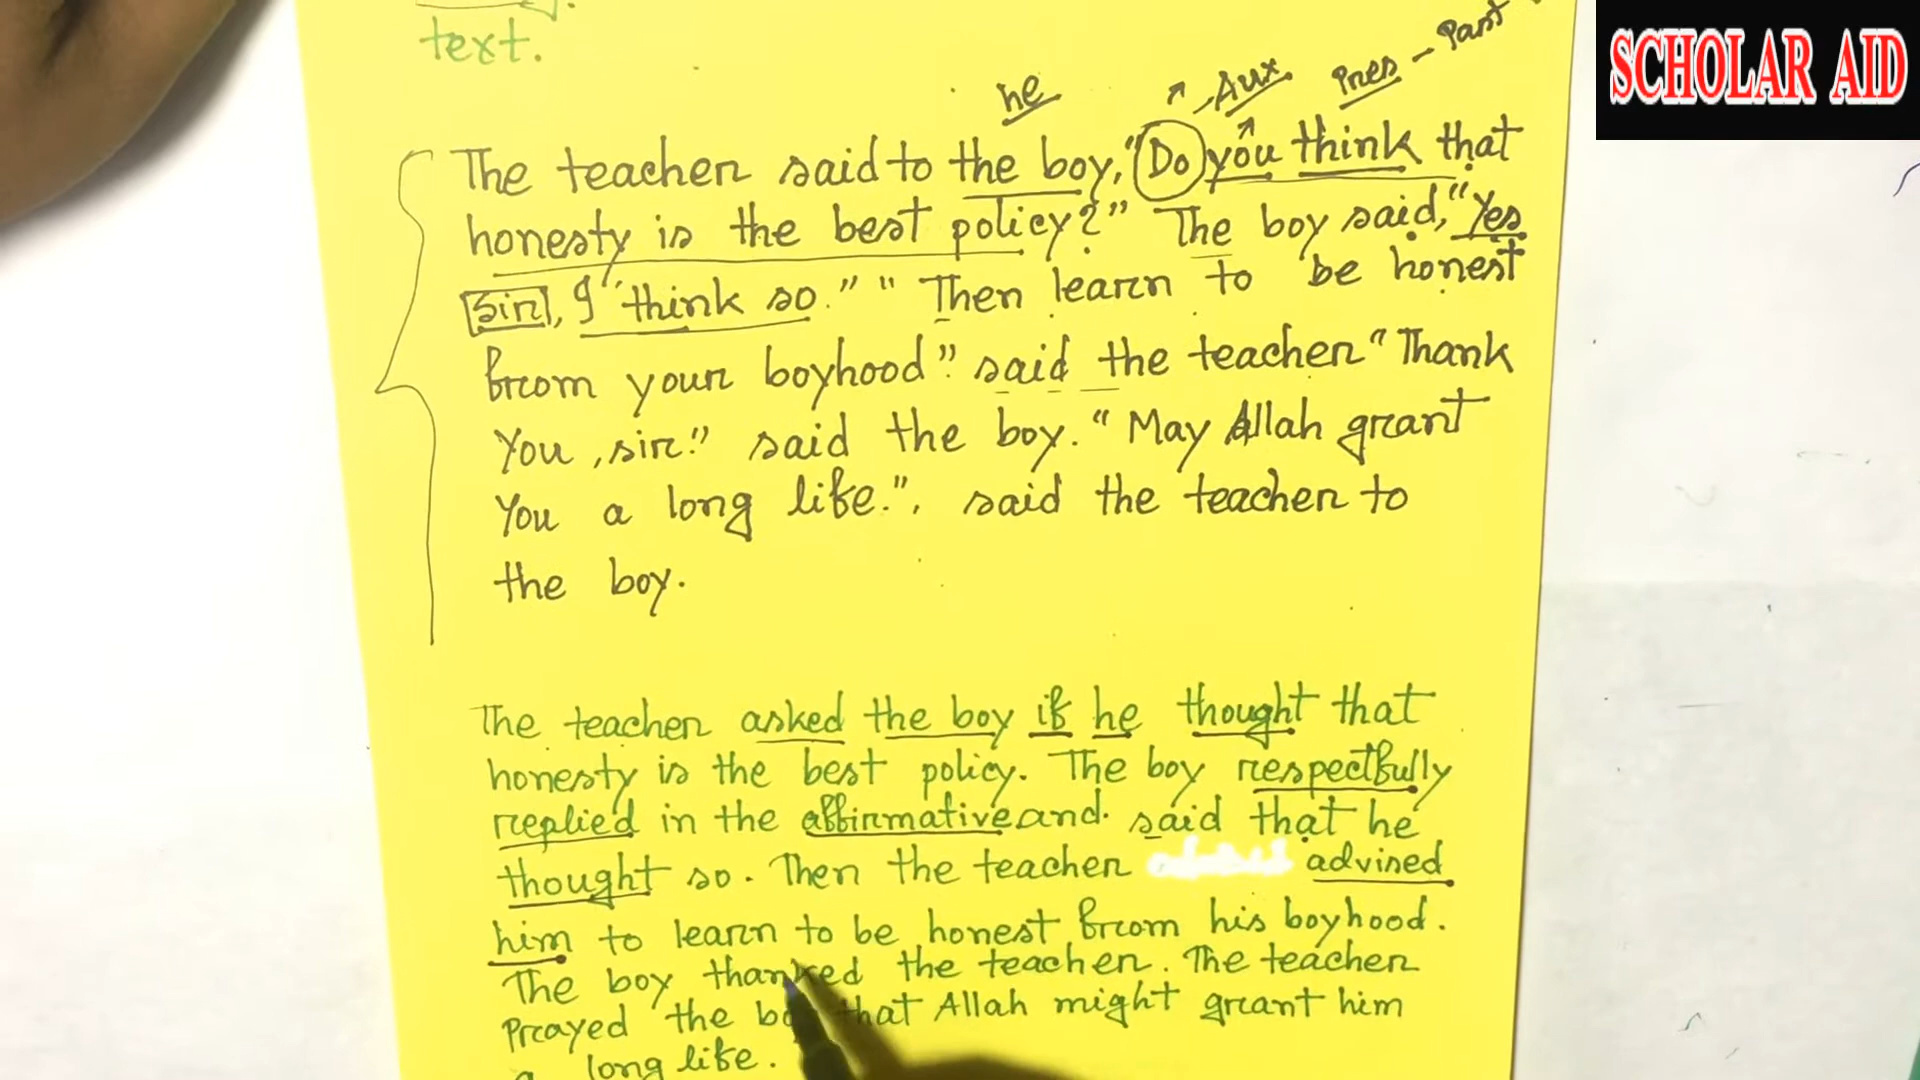 text.
SCHOLAR AID
he
Aux
Pres - Past
The teacher said to the boy, "Do you think that
honesty is the best policy?" The boy said, "Yes
sir, I think so." "Then learn to be honest
from your boyhood" said the teacher "Thank
You, sir." said the boy. "May Allah grant
You a long life.", said the teacher to
the boy.
The teacher asked the boy if he thought that
honesty is the best policy. The boy respectfully
replied in the affirmative and. said that he
thought so. Then the teacher advised
him to learn to be honest from his boyhood.
The boy thanked the teacher. The teacher
Prayed the that Allah might grant him
a long life.